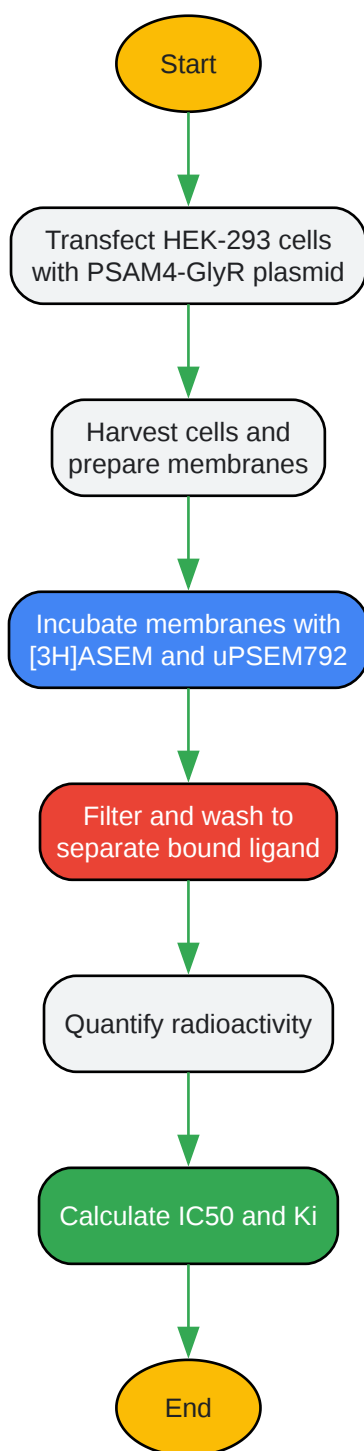 Start
Transfect HEK-293 cells
with PSAM4-GlyR plasmid
Harvest cells and
prepare membranes
Incubate membranes with
[3H]ASEM and uPSEM792
Filter and wash to
separate bound ligand
Quantify radioactivity
Calculate IC50 and Ki
End